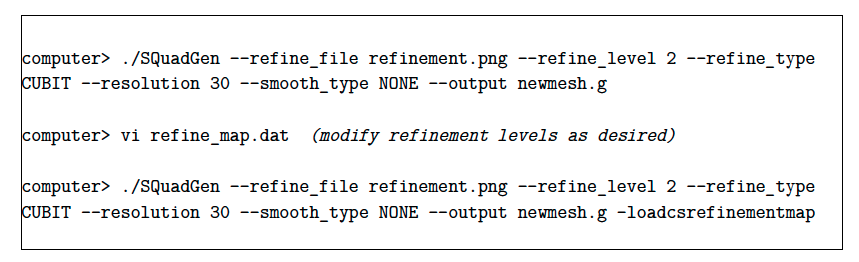 computer> ./SQuadGen --refine_file refinement.png --refine_level 2 --refine_type
CUBIT --resolution 30 --smooth_type NONE --output newmesh.g
computer> vi refine_map.dat (modify refinement levels as desired)
computer> ./SQuadGen --refine_file refinement.png --refine_level 2 --refine_type
CUBIT --resolution 30 --smooth_type NONE --output newmesh.g -loadcsrefinementmap